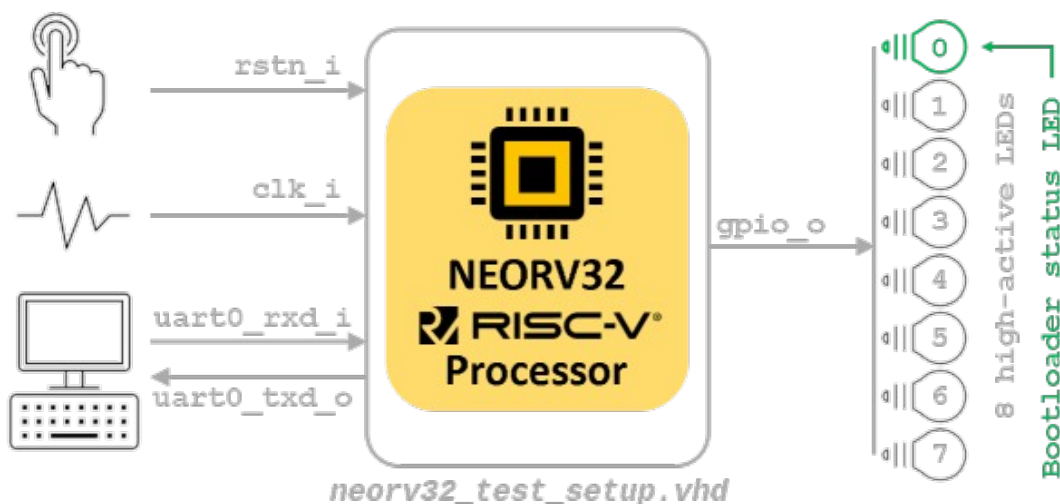 rstn_i
clk_i
uart0_rxd_i
uart0_txd_o
NEORV32
RISC-V®
Processor
neorv32_test_setup.vhd
gpio_o
0
1
2
3
4
5
6
7
8 high-active LEDs
Bootloader status LED